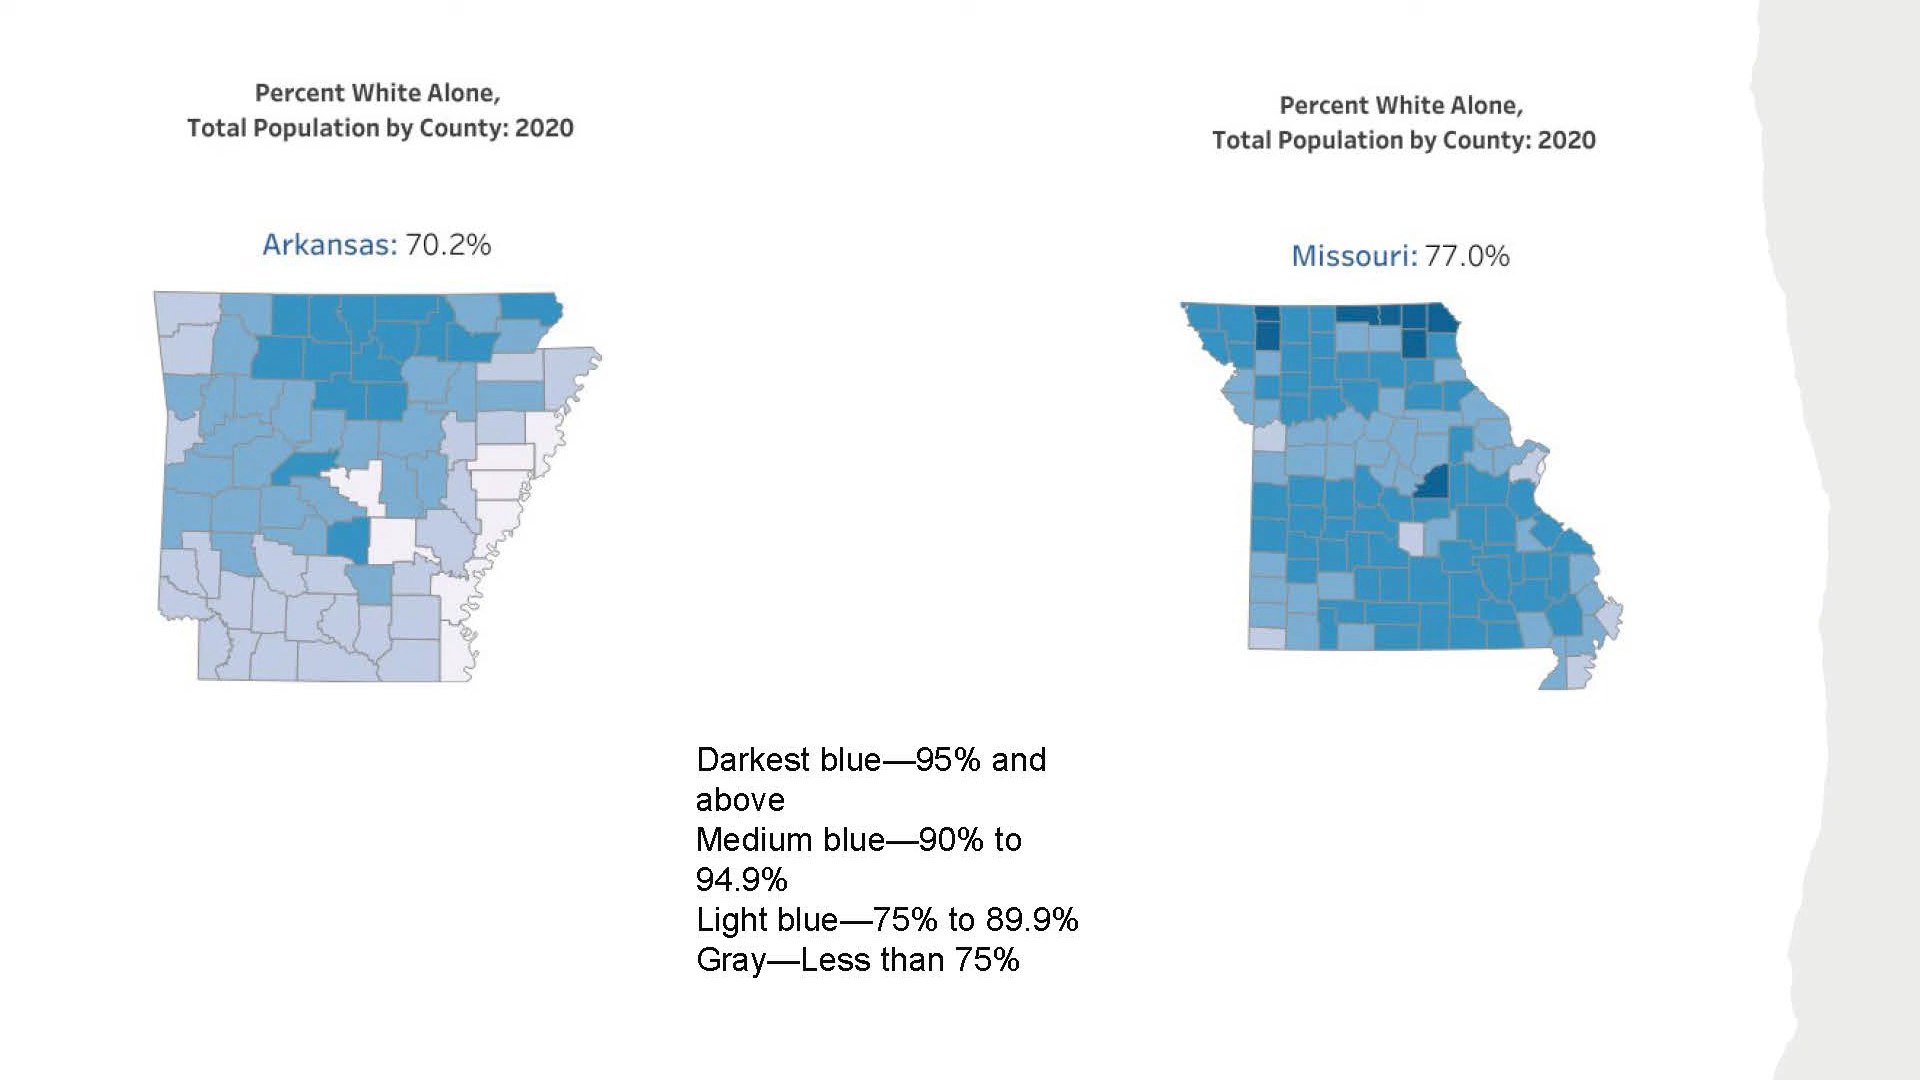 Percent White Alone,
Total Population by County: 2020
Arkansas: 70.2%
Percent White Alone,
Total Population by County: 2020
Missouri: 77.0%
Darkest blue—95% and
above
Medium blue—90% to
94.9%
Light blue—75% to 89.9%
Gray—Less than 75%